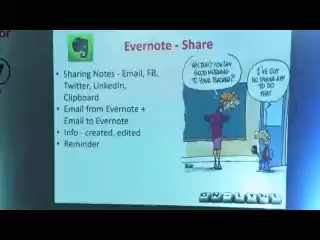 or
Evernote - Share
• Sharing Notes - Email, FB,
Twitter, LinkedIn,
Clipboard
• Email from Evernote +
Email to Evernote
• Info - created, edited
• Reminder
WHY DON'T YOU SAY
GOOD MORNING
TO YOUR TEACHER?!
I'VE GOT
NO
APP
TO DO
THAT